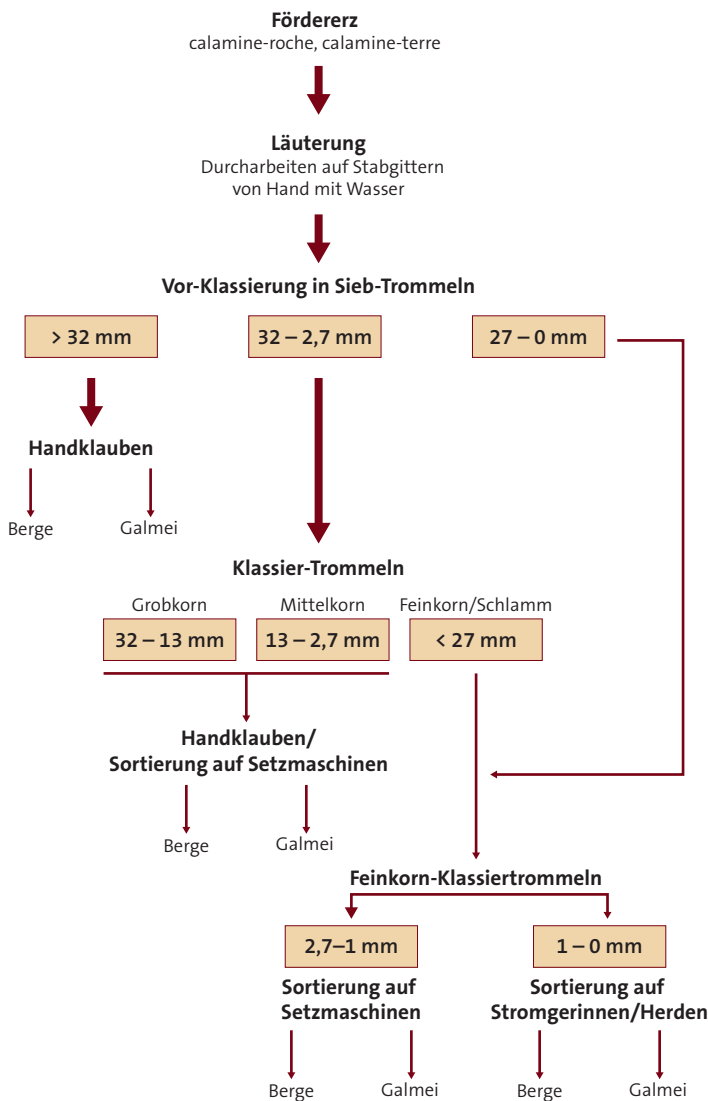 Fördererz
calamine-roche, calamine-terre
Läuterung
Durcharbeiten auf Stabgittern
von Hand mit Wasser
Vor-Klassierung in Sieb-Trommeln
> 32 mm
32 – 2,7 mm
27 – 0 mm
Handklauben
Berge
Galmei
Klassier-Trommeln
Grobkorn
Mittelkorn
Feinkorn/Schlamm
32 – 13 mm
13 – 2,7 mm
< 27 mm
Handklauben/
Sortierung auf Setzmaschinen
Berge
Galmei
Feinkorn-Klassiertrommeln
2,7–1 mm
1 – 0 mm
Sortierung auf
Setzmaschinen
Sortierung auf
Stromgerinnen/Herden
Berge
Galmei
Berge
Galmei